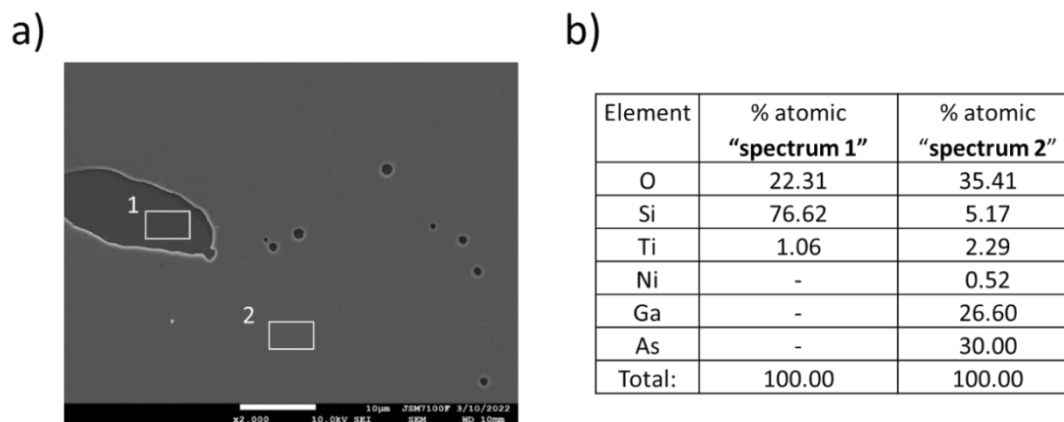 a)
b)
1
2
10μm JSM7100F 3/10/2022
x2.000 10.0kV SEI SEM WD 10mm
Element % atomic "spectrum 1" % atomic "spectrum 2"
O 22.31 35.41
Si 76.62 5.17
Ti 1.06 2.29
Ni - 0.52
Ga - 26.60
As - 30.00
Total: 100.00 100.00